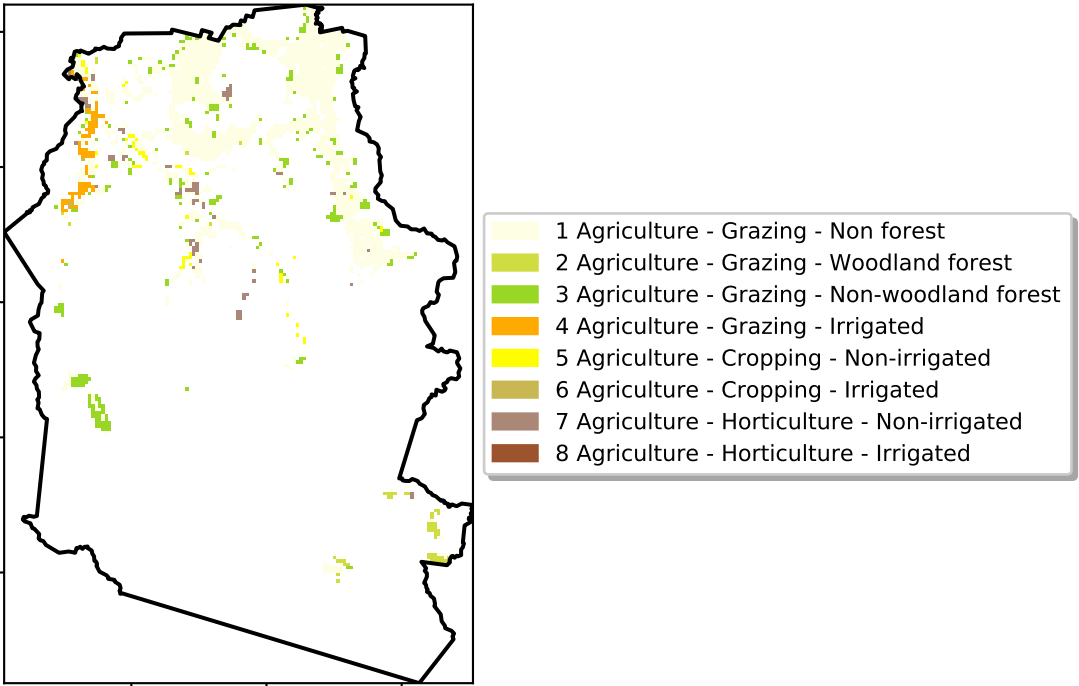 1 Agriculture - Grazing - Non forest
2 Agriculture - Grazing - Woodland forest
3 Agriculture - Grazing - Non-woodland forest
4 Agriculture - Grazing - Irrigated
5 Agriculture - Cropping - Non-irrigated
6 Agriculture - Cropping - Irrigated
7 Agriculture - Horticulture - Non-irrigated
8 Agriculture - Horticulture - Irrigated